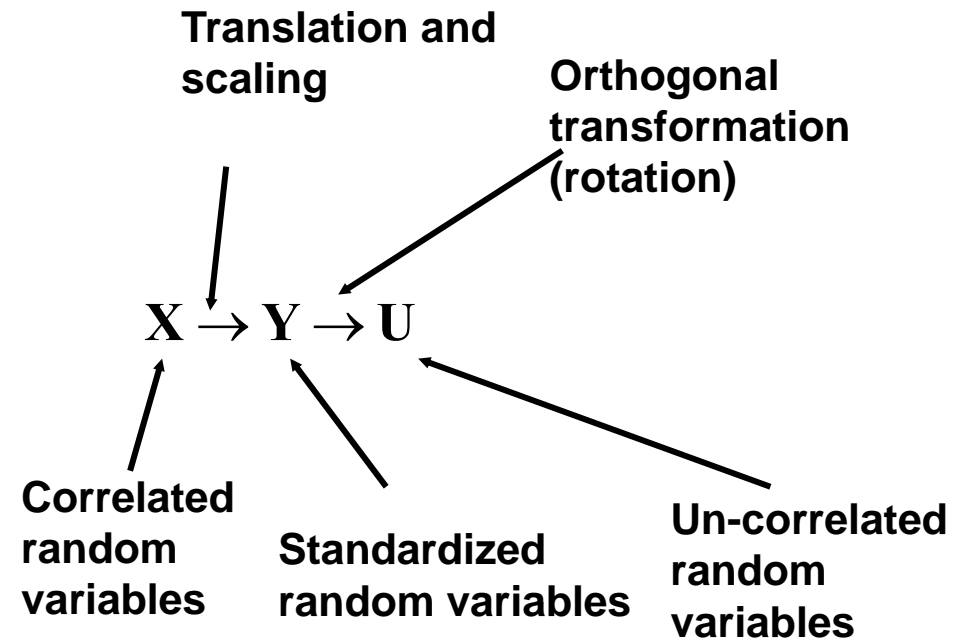 Translation and
scaling
Orthogonal
transformation
(rotation)
X → Y → U
Correlated
random
variables
Standardized
random variables
Un-correlated
random
variables